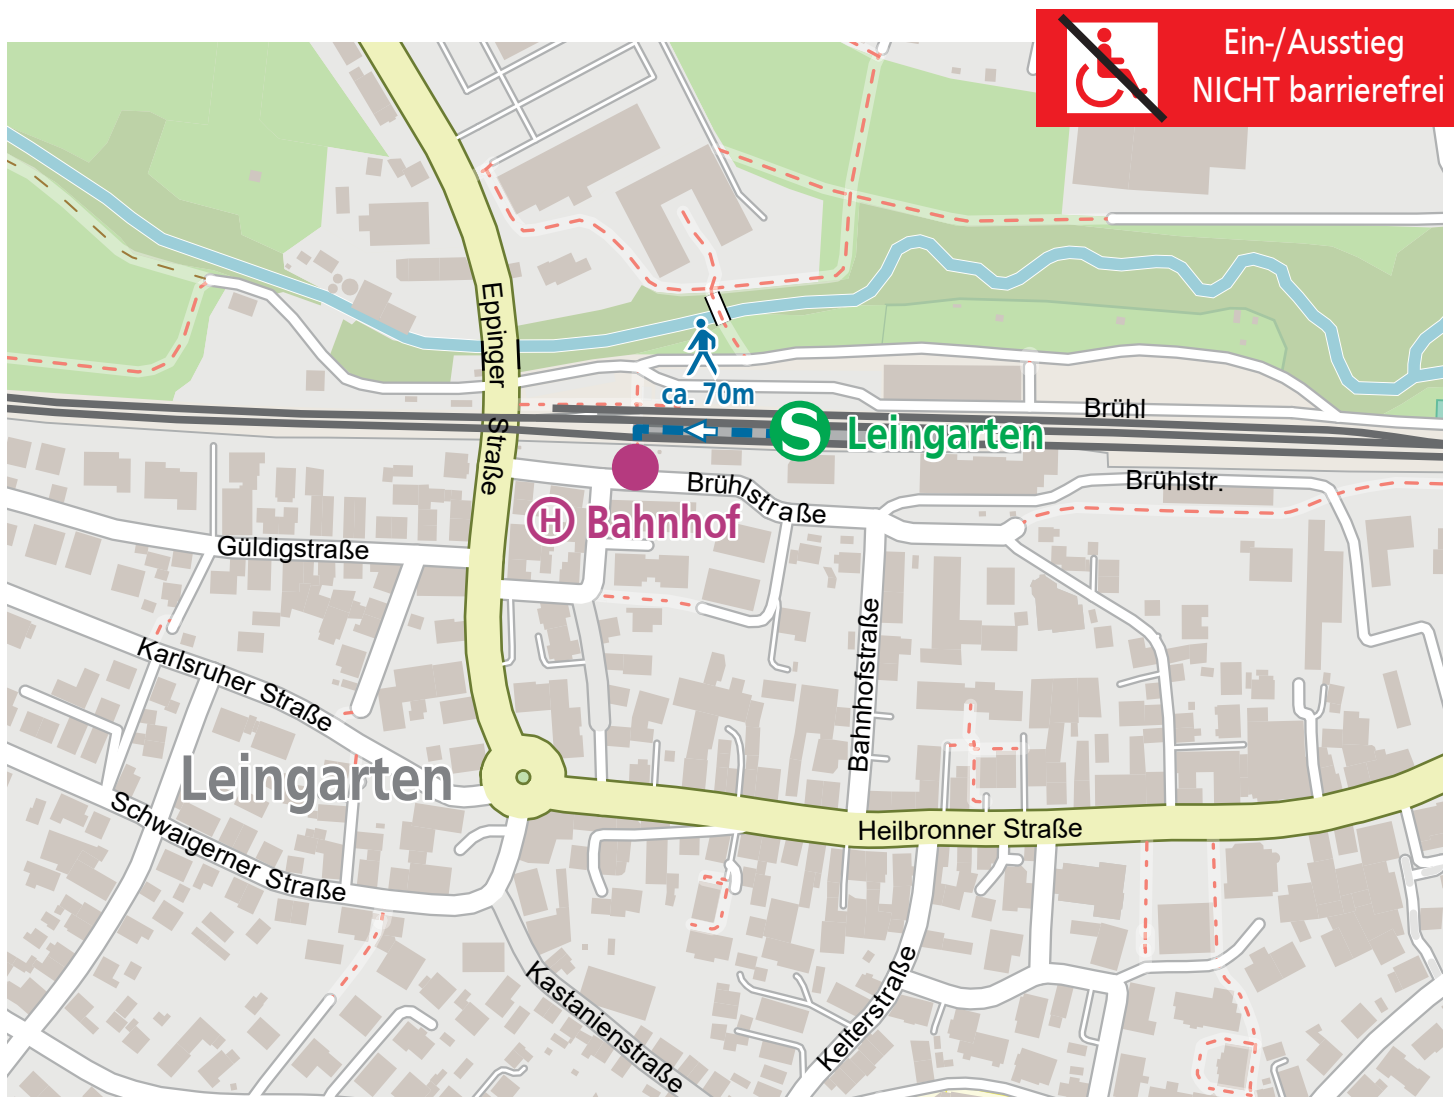 Ein-/Ausstieg
NICHT barrierefrei
Eppinger Straße
ca. 70m
S
Leingarten
Brühl
Brühlstraße
Brühlstr.
H Bahnhof
Güldigstraße
Karlsruher Straße
Bahnhofstraße
Leingarten
Schwaigerner Straße
Heilbronner Straße
Kastanienstraße
Kelterstraße